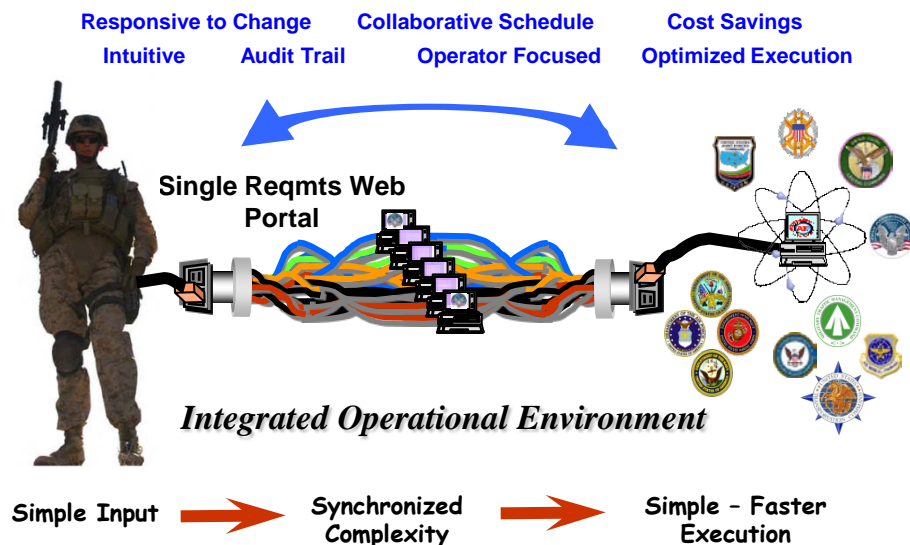 Responsive to Change Collaborative Schedule Cost Savings
Intuitive Audit Trail Operator Focused Optimized Execution
Single Reqmts Web
Portal
Integrated Operational Environment
Simple Input Synchronized Simple – Faster
Complexity Execution